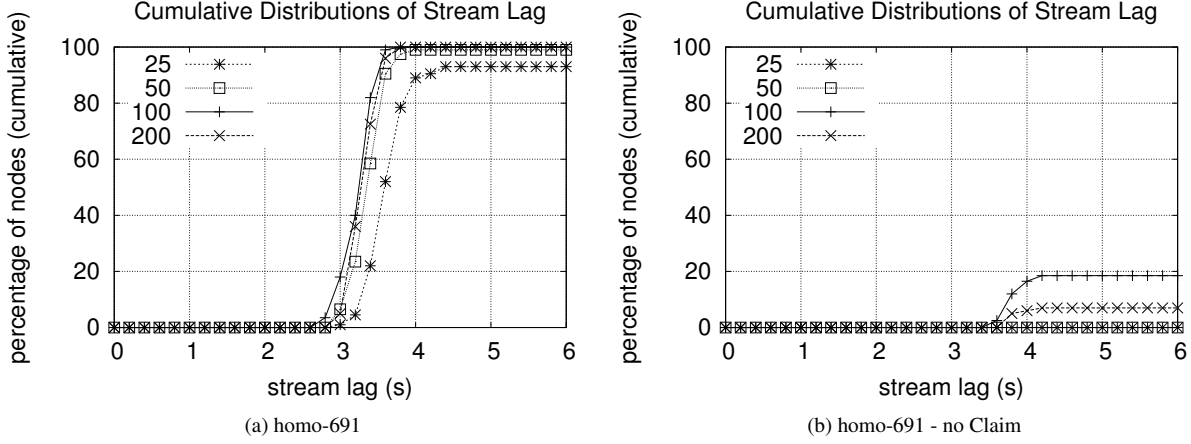 Cumulative Distributions of Stream Lag
percentage of nodes (cumulative)
100
80
60
40
20
0
25
50
100
200
0 1 2 3 4 5 6
stream lag (s)
(a) homo-691
Cumulative Distributions of Stream Lag
percentage of nodes (cumulative)
100
80
60
40
20
0
25
50
100
200
0 1 2 3 4 5 6
stream lag (s)
(b) homo-691 - no Claim